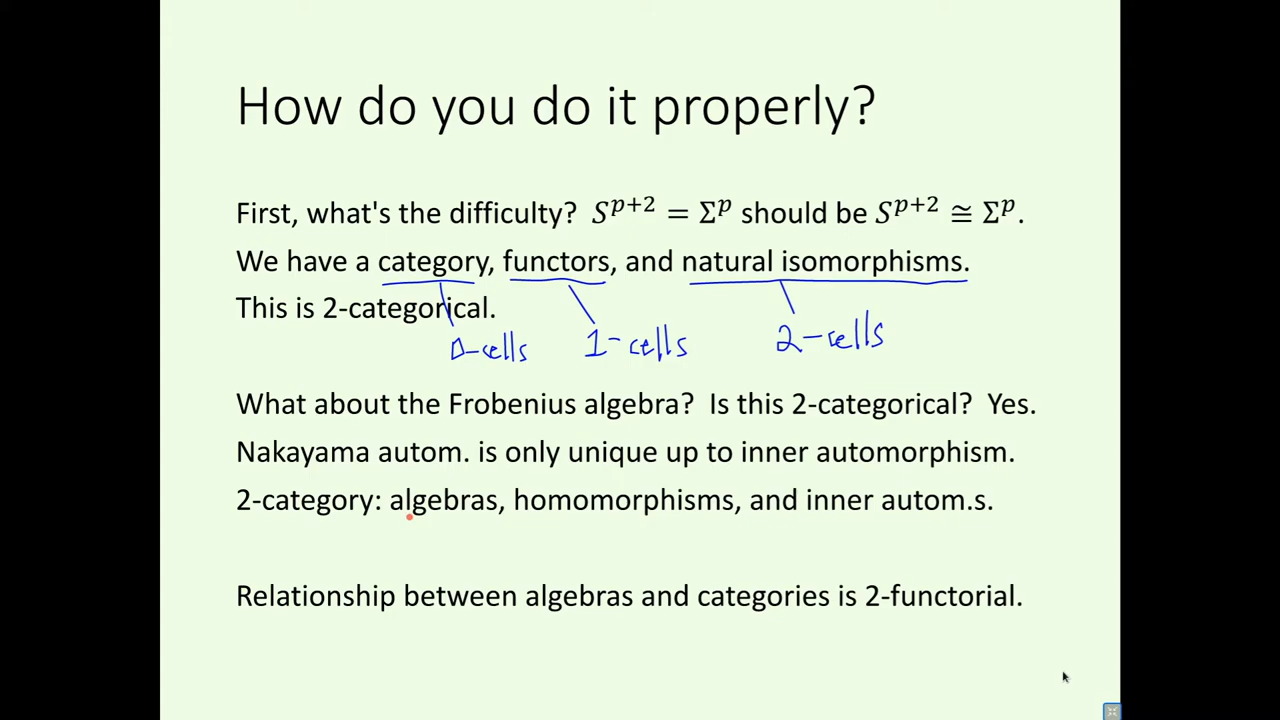 How do you do it properly?
First, what's the difficulty? $S^{p+2} = \Sigma^p$ should be $S^{p+2} \cong \Sigma^p$.
We have a category, functors, and natural isomorphisms.
This is 2-categorical.
0-cells 1-cells 2-cells
What about the Frobenius algebra? Is this 2-categorical? Yes.
Nakayama autom. is only unique up to inner automorphism.
2-category: algebras, homomorphisms, and inner autom.s.
Relationship between algebras and categories is 2-functorial.